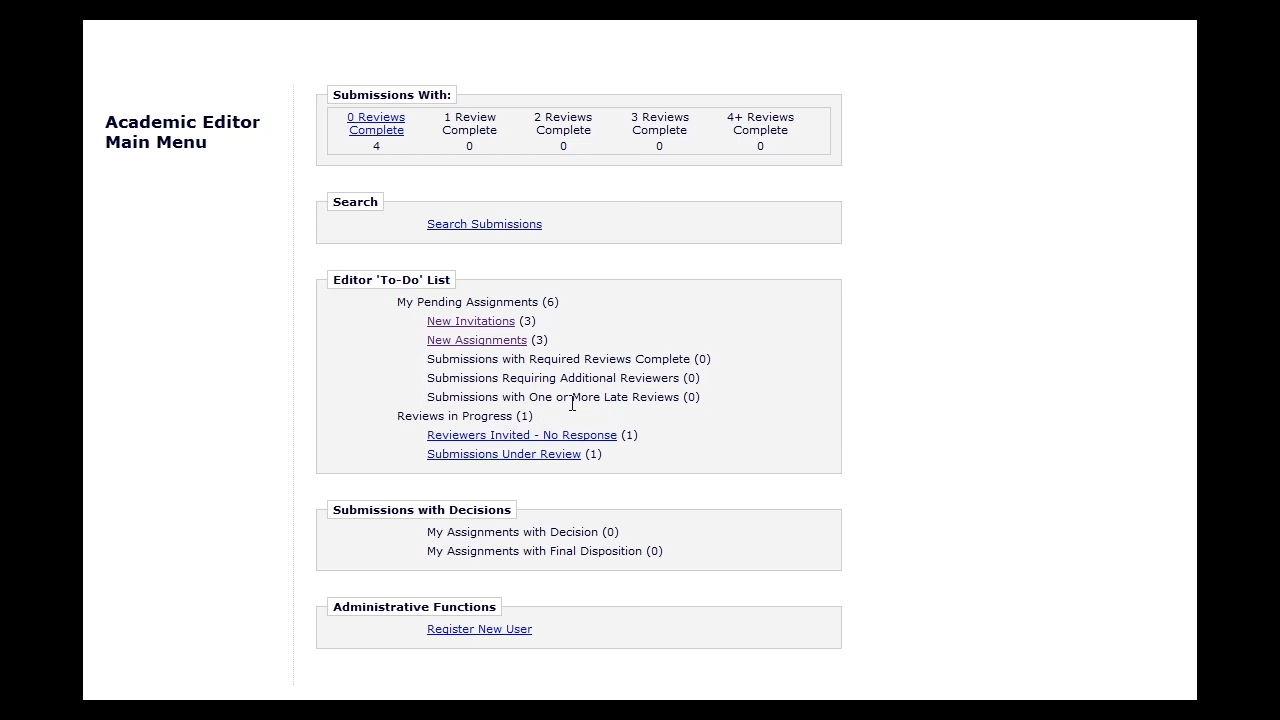 Academic Editor
Main Menu
Submissions With:
0 Reviews Complete
1 Review Complete
2 Reviews Complete
3 Reviews Complete
4+ Reviews Complete
4 0 0 0 0
Search
Search Submissions
Editor 'To-Do' List
My Pending Assignments (6)
New Invitations (3)
New Assignments (3)
Submissions with Required Reviews Complete (0)
Submissions Requiring Additional Reviewers (0)
Submissions with One or More Late Reviews (0)
Reviews in Progress (1)
Reviewers Invited - No Response (1)
Submissions Under Review (1)
Submissions with Decisions
My Assignments with Decision (0)
My Assignments with Final Disposition (0)
Administrative Functions
Register New User